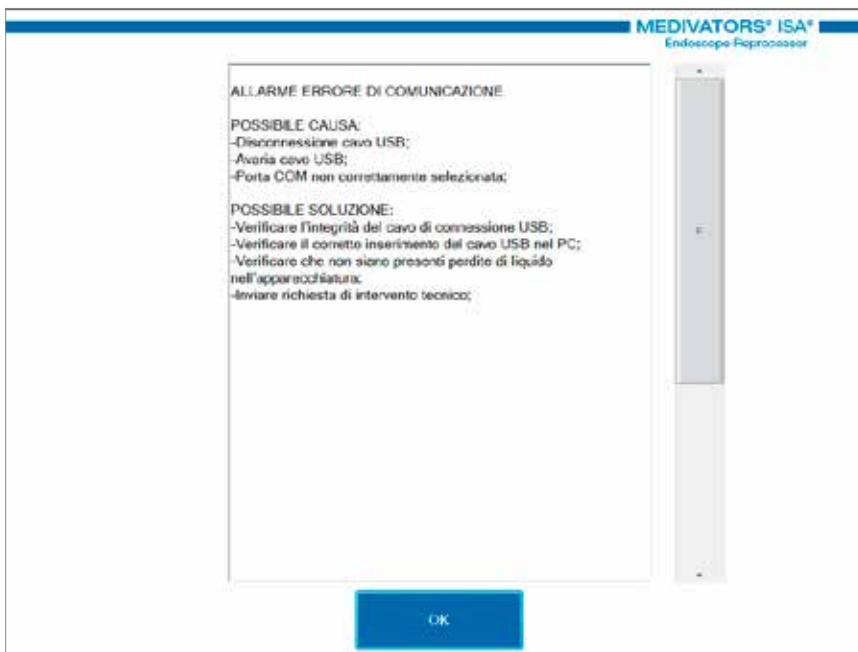 MEDIVATORS® ISA®
Endoscope Reprocessor
ALLARME ERRORE DI COMUNICAZIONE
POSSIBILE CAUSA:
-Disconnessione cavo USB;
-Avaria cavo USB;
-Porta COM non correttamente selezionata;
POSSIBILE SOLUZIONE:
-Verificare l'integrità del cavo di connessione USB;
-Verificare il corretto inserimento del cavo USB nel PC;
-Verificare che non siano presenti perdite di liquido
nell'apparecchiatura;
-Inviare richiesta di intervento tecnico;
OK